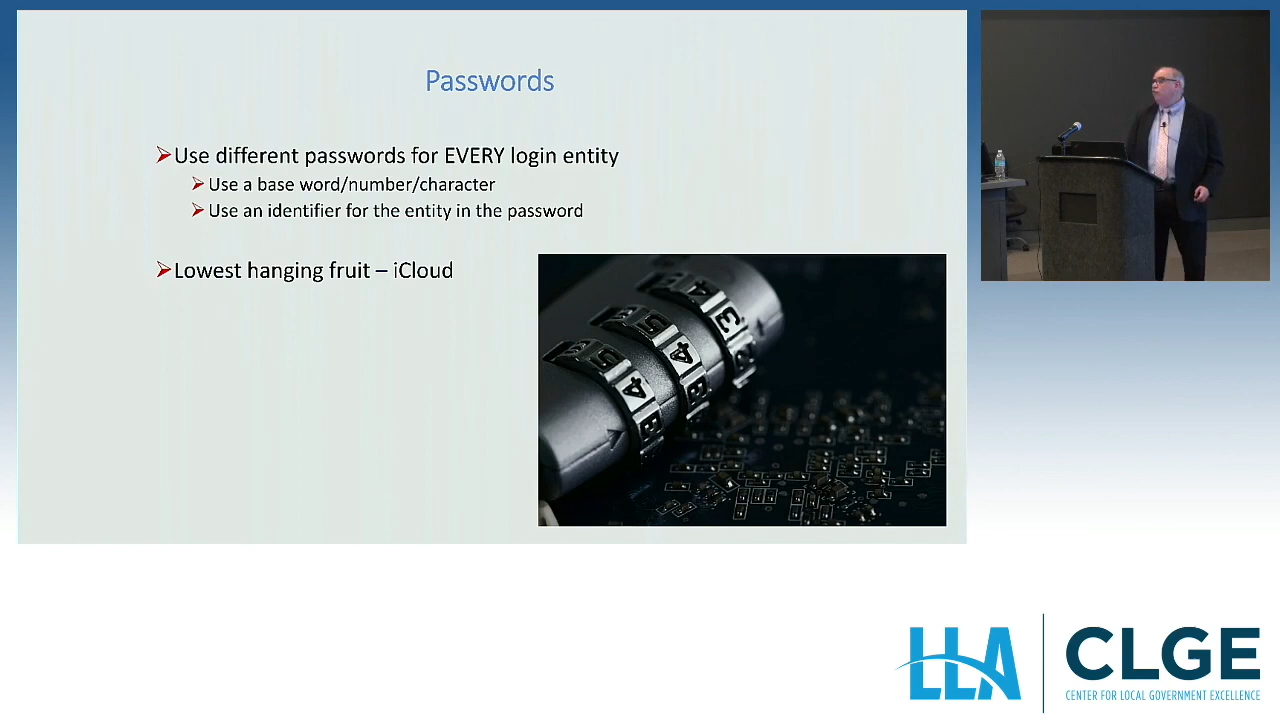 Passwords
Use different passwords for EVERY login entity
Use a base word/number/character
Use an identifier for the entity in the password
Lowest hanging fruit – iCloud
LLA
CLGE
CENTER FOR LOCAL GOVERNMENT EXCELLENCE